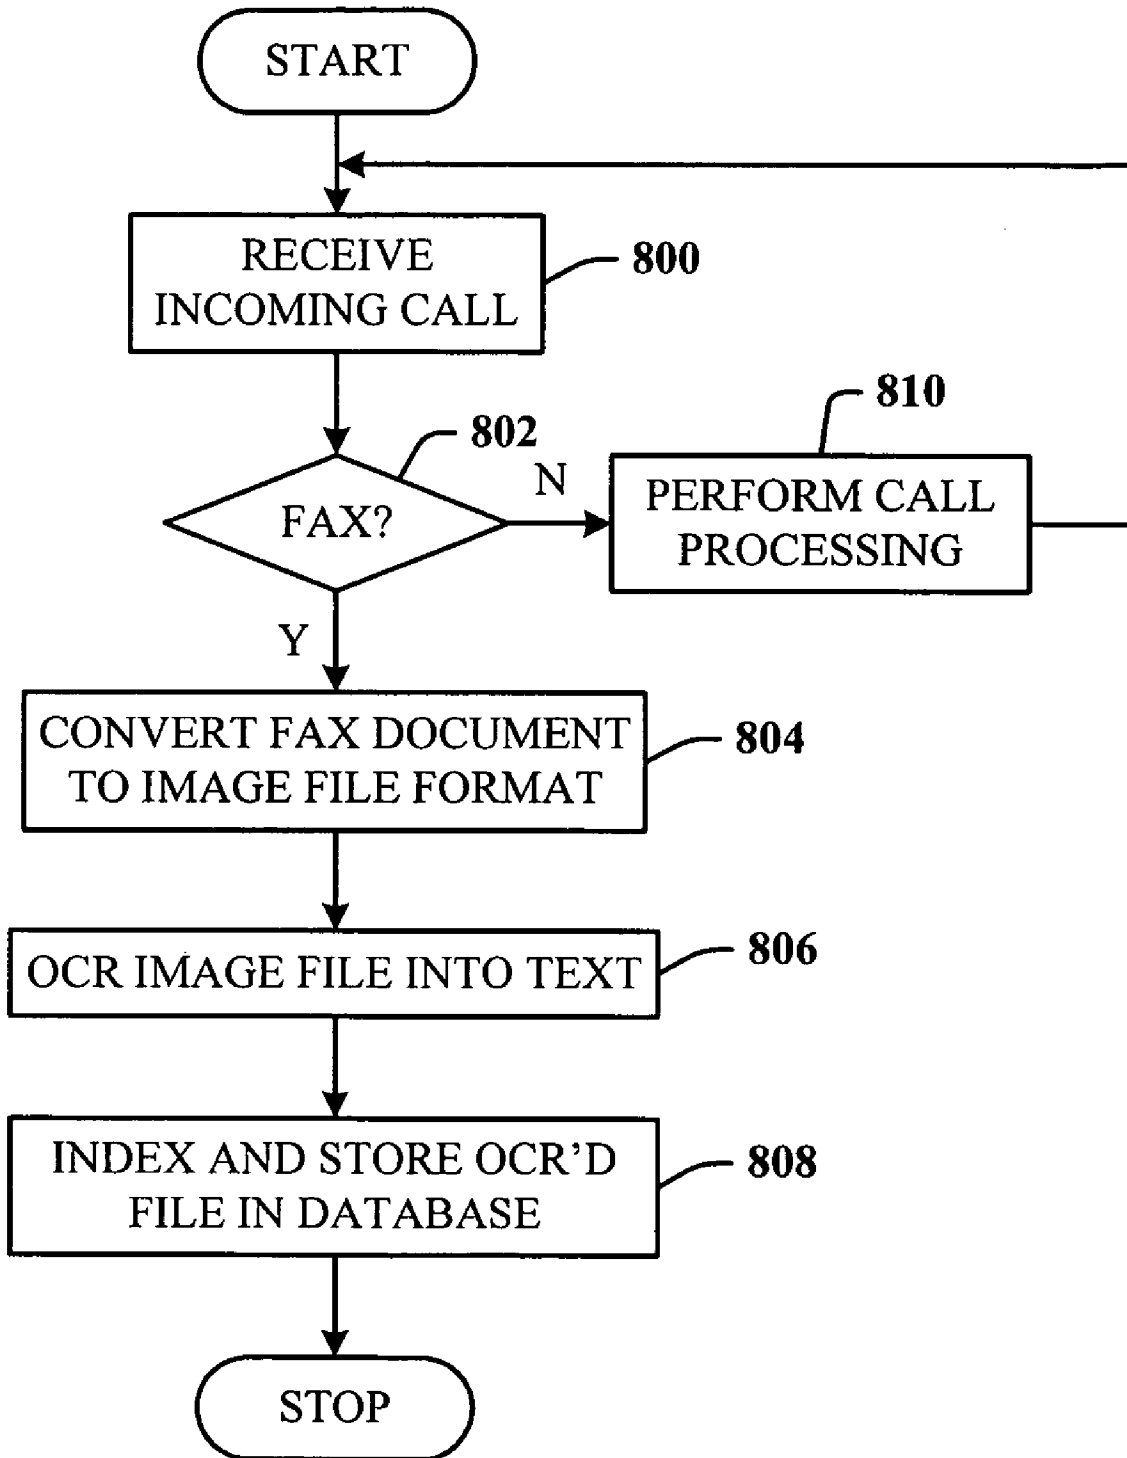 START
RECEIVE
INCOMING CALL
800
802
FAX?
N
810
PERFORM CALL
PROCESSING
Y
CONVERT FAX DOCUMENT
TO IMAGE FILE FORMAT
804
OCR IMAGE FILE INTO TEXT
806
INDEX AND STORE OCR’D
FILE IN DATABASE
808
STOP